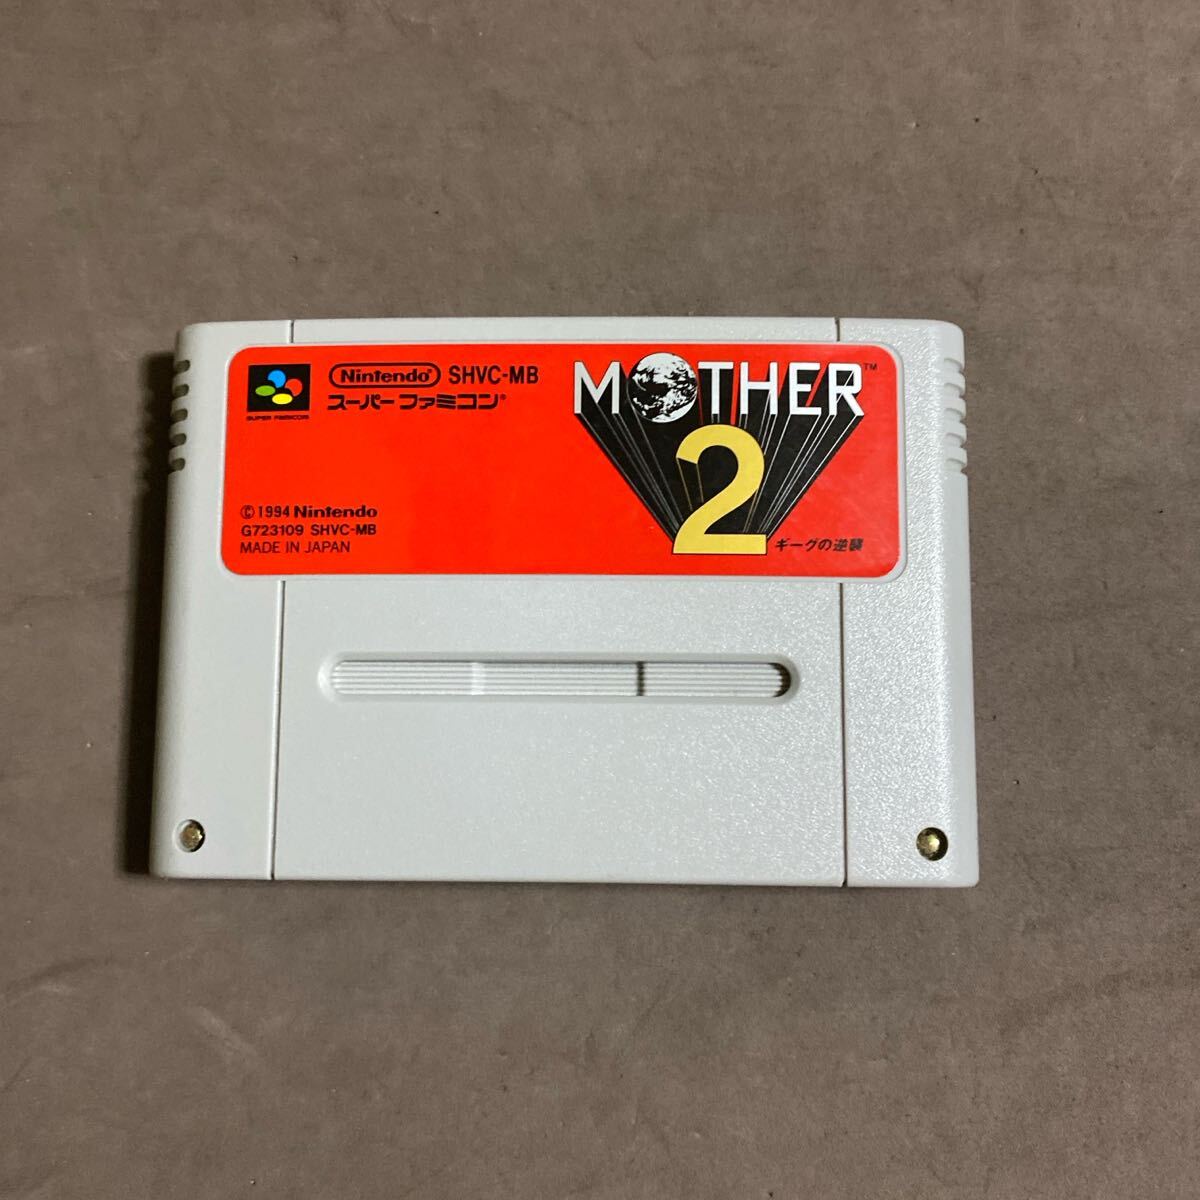 SUPER FAMICOM
Nintendo® SHVC-MB
スーパーファミコン®
©1994 Nintendo
G723109 SHVC-MB
MADE IN JAPAN
MOTHER™
2
ギーグの逆襲